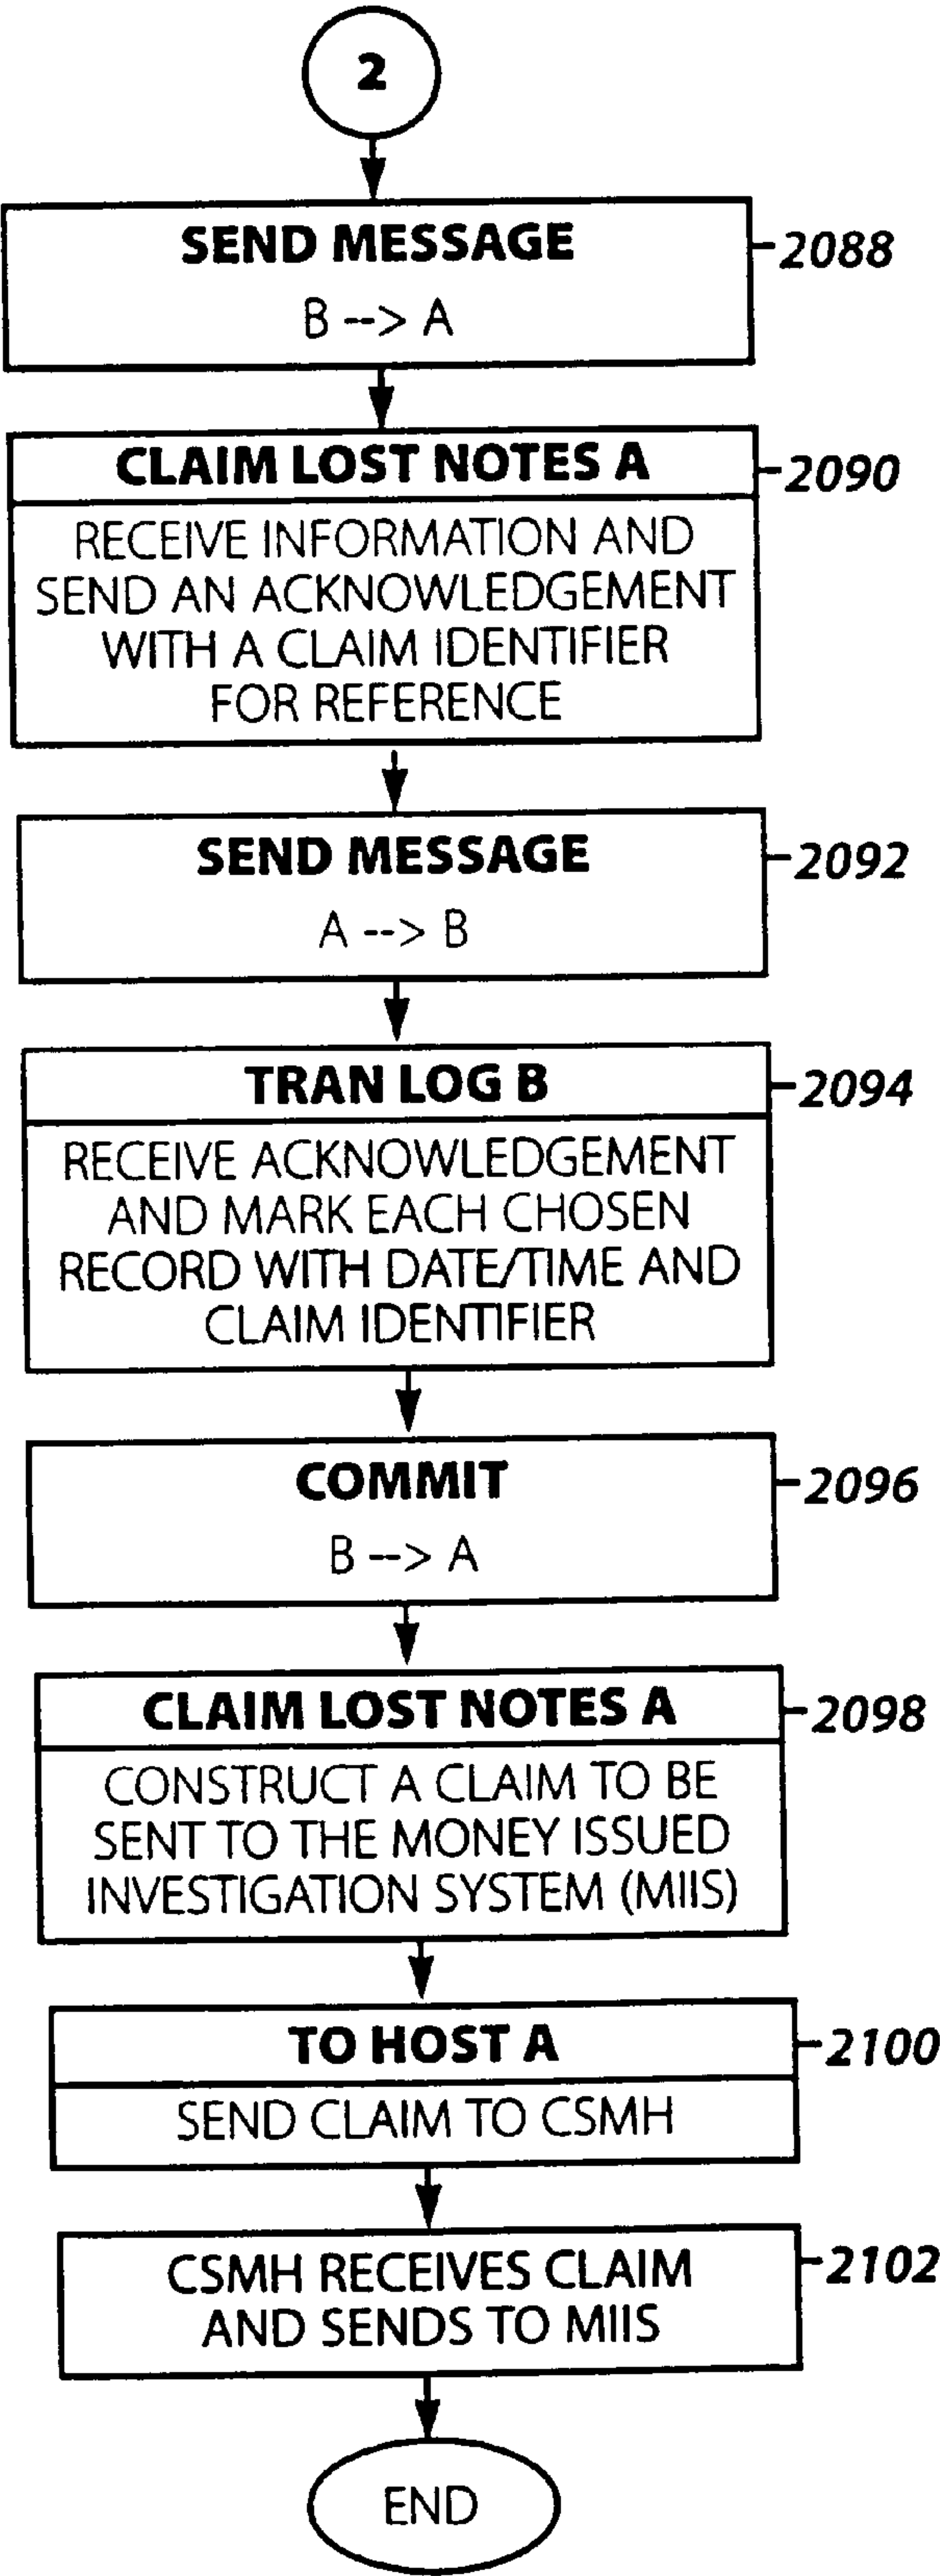 2
SEND MESSAGE
2088
B --> A
CLAIM LOST NOTES A
2090
RECEIVE INFORMATION AND
SEND AN ACKNOWLEDGEMENT
WITH A CLAIM IDENTIFIER
FOR REFERENCE
SEND MESSAGE
2092
A --> B
TRAN LOG B
2094
RECEIVE ACKNOWLEDGEMENT
AND MARK EACH CHOSEN
RECORD WITH DATE/TIME AND
CLAIM IDENTIFIER
COMMIT
2096
B --> A
CLAIM LOST NOTES A
2098
CONSTRUCT A CLAIM TO BE
SENT TO THE MONEY ISSUED
INVESTIGATION SYSTEM (MIIS)
TO HOST A
2100
SEND CLAIM TO CSMH
CSMH RECEIVES CLAIM
2102
AND SENDS TO MIIS
END